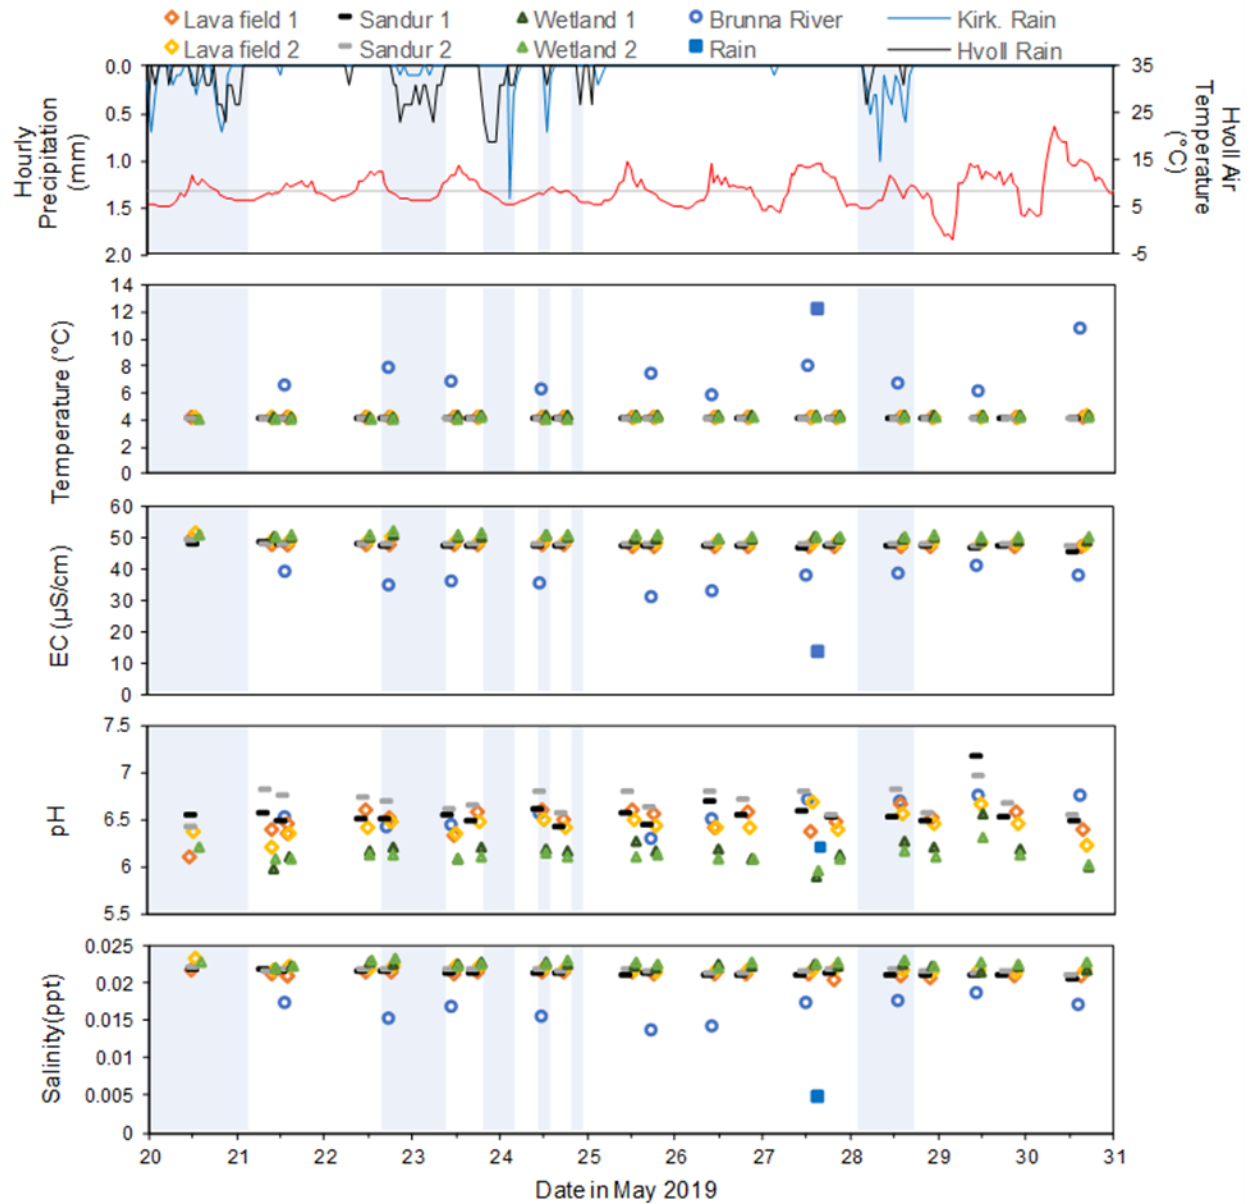 Lava field 1 Sandur 1 Wetland 1 Brunna River Kirk. Rain
Lava field 2 Sandur 2 Wetland 2 Rain Hvoll Rain
Hourly
Precipitation
(mm)
0.0
0.5
1.0
1.5
2.0
35
25
15
5
-5
Hvoll Air
Temperature
(°C)
Temperature (°C)
14
12
10
8
6
4
2
0
EC (µS/cm)
60
50
40
30
20
10
0
pH
7.5
7
6.5
6
5.5
Salinity(ppt)
0.025
0.02
0.015
0.01
0.005
0
20 21 22 23 24 25 26 27 28 29 30 31
Date in May 2019